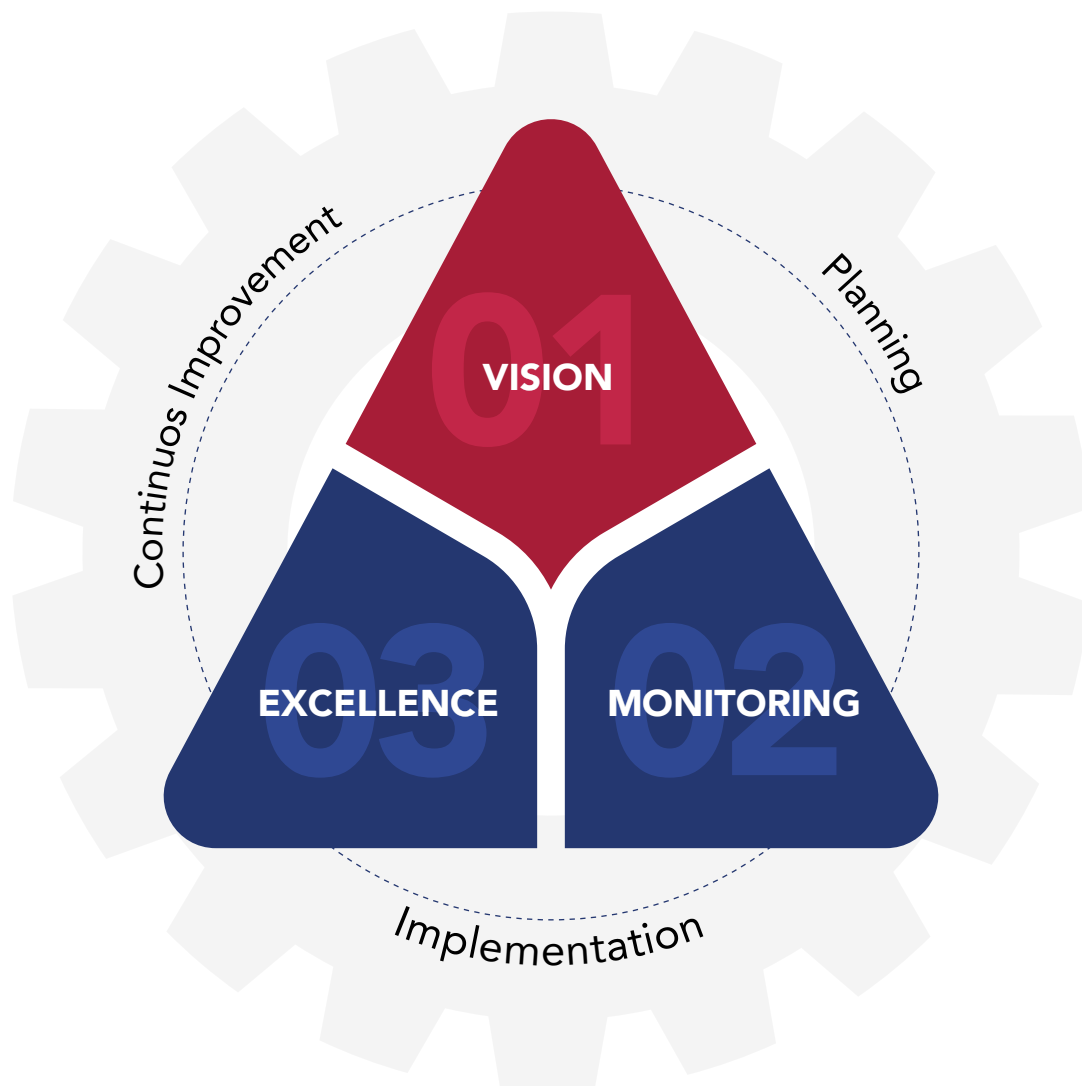 01
VISION
Planning
02
MONITORING
Implementation
03
EXCELLENCE
Continuos Improvement